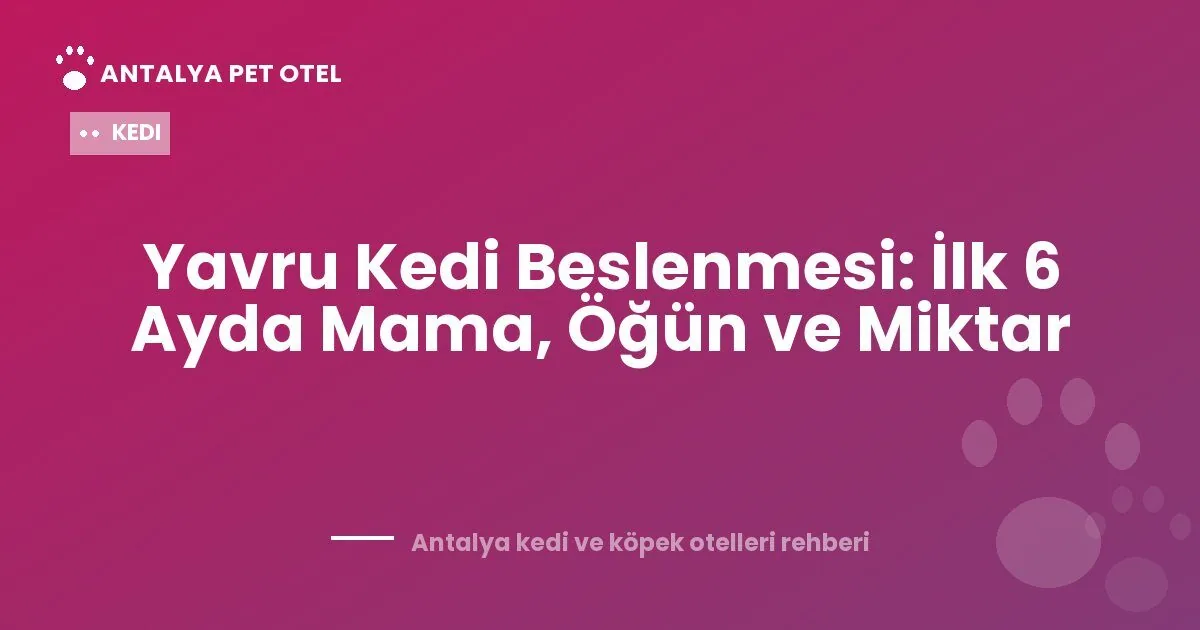 ANTALYA PET OTEL
KEDI
Yavru Kedi Beslenmesi: İlk 6
Ayda Mama, Öğün ve Miktar
Antalya kedi ve köpek otelleri rehberi